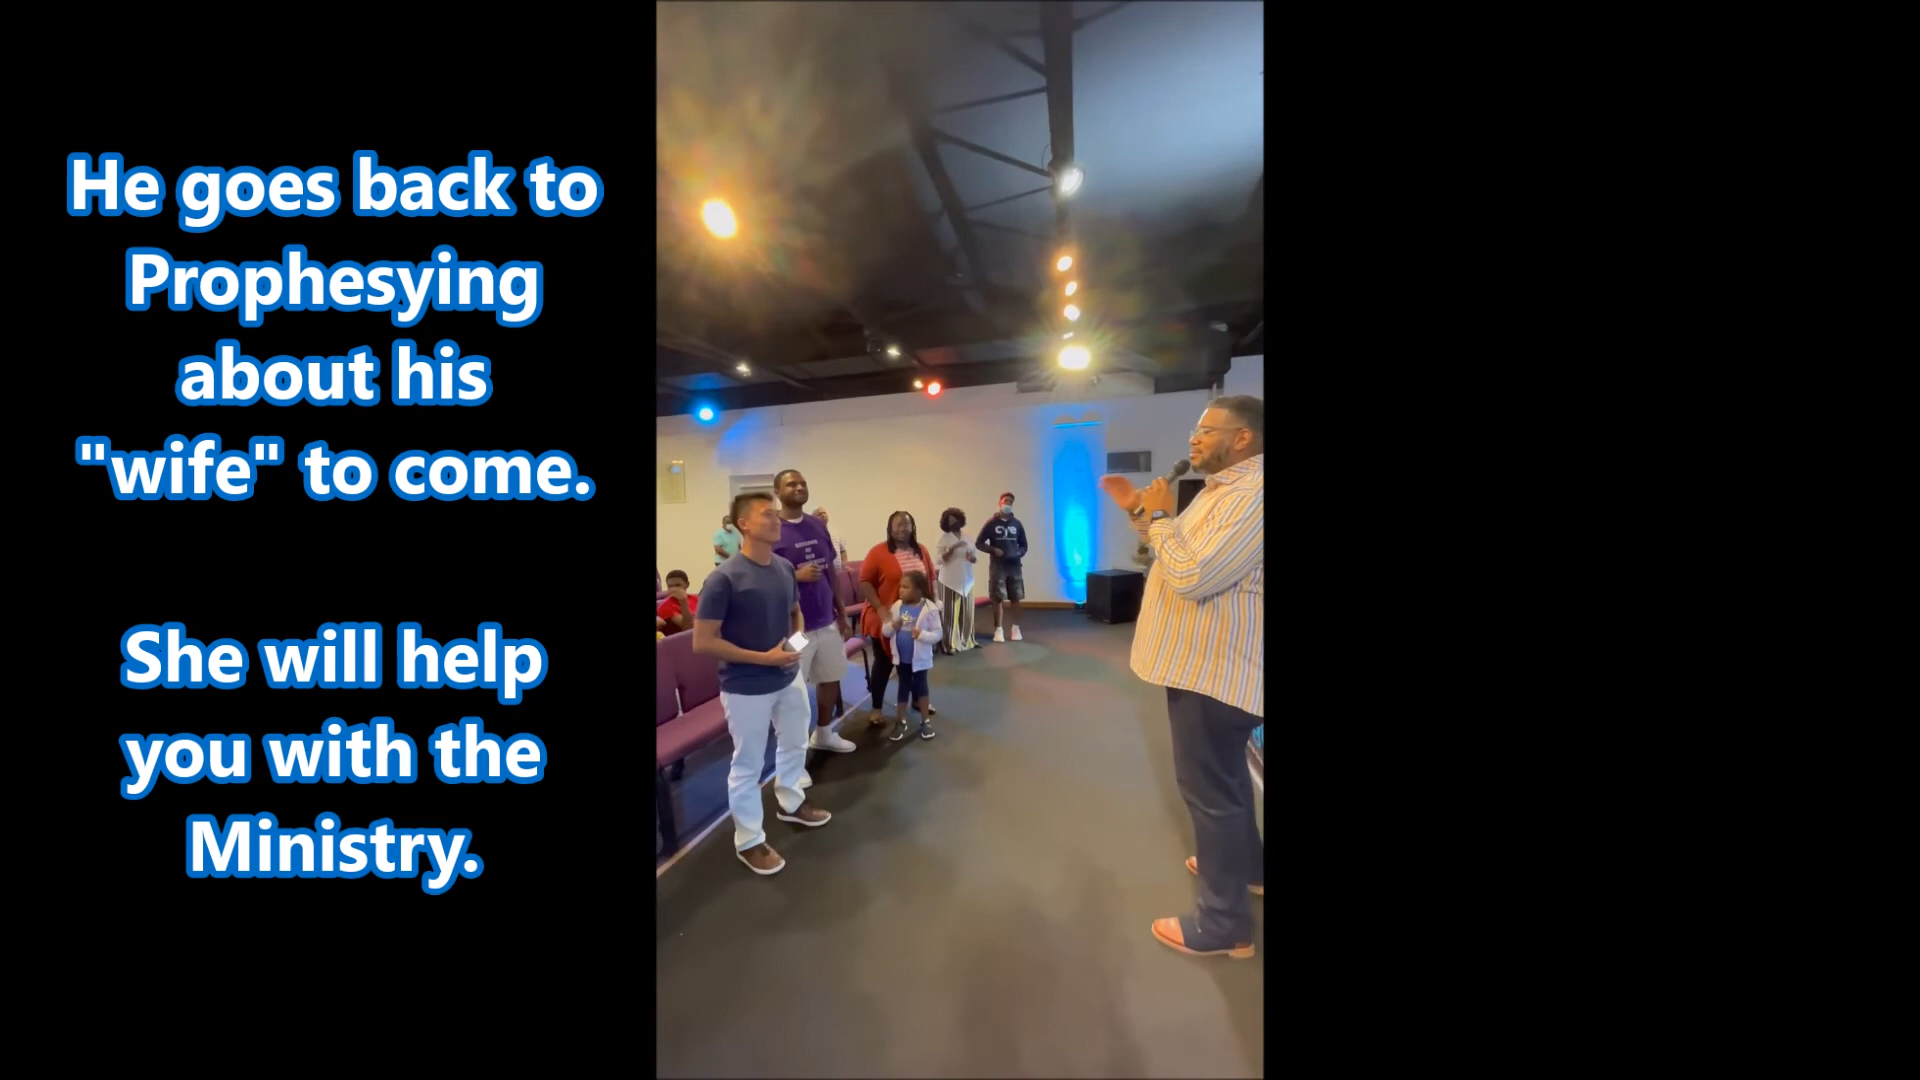 He goes back to
Prophesying
about his
"wife" to come.
She will help
you with the
Ministry.